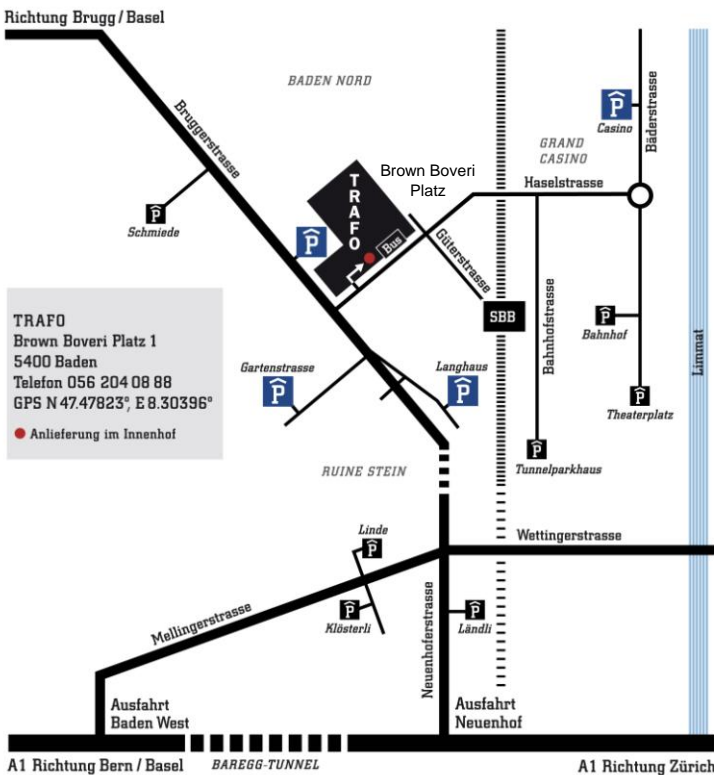 Richtung Brugg / Basel
BADEN NORD
Bruggerstrasse
P
Casino
Bäderstrasse
GRAND
CASINO
Brown Boveri
Platz
Haselstrasse
TRAFO
Bus
P
Schmiede
P
Güterstrasse
SBB
Bahnhofstrasse
P
Bahnhof
Limmat
TRAFO
Brown Boveri Platz 1
5400 Baden
Telefon 056 204 08 88
GPS N 47.47823°, E 8.30396°
Anlieferung im Innenhof
Gartenstrasse
P
Langhaus
P
P
Theaterplatz
P
Tunnelparkhaus
RUINE STEIN
Linde
P
Wettingerstrasse
Mellingerstrasse
P
Klösterli
Neuenhoferstrasse
P
Ländli
Ausfahrt
Baden West
Ausfahrt
Neuenhof
A1 Richtung Bern / Basel
BAREGG-TUNNEL
A1 Richtung Zürich